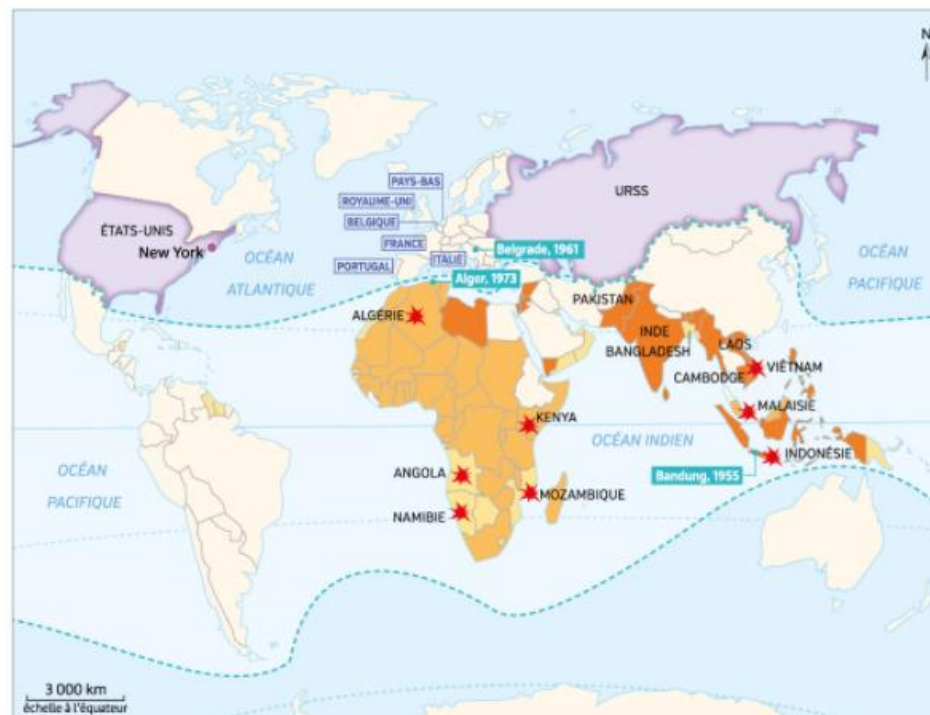 N
PAYS-BAS
ROYAUME-UNI
BELGIQUE
FRANCE
ITALIE
PORTUGAL
URSS
ÉTATS-UNIS
New York
OCÉAN
ATLANTIQUE
Belgrade, 1961
Alger, 1973
OCÉAN
PACIFIQUE
ALGÉRIE
PAKISTAN
INDE
BANGLADESH
LAOS
CAMBODGE
VIÊTNAM
MALAISIE
KENYA
OCÉAN INDIEN
INDONÉSIE
Bandung, 1955
OCÉAN
PACIFIQUE
ANGOLA
MOZAMBIQUE
NAMIBIE
3 000 km
échelle à l'équateur